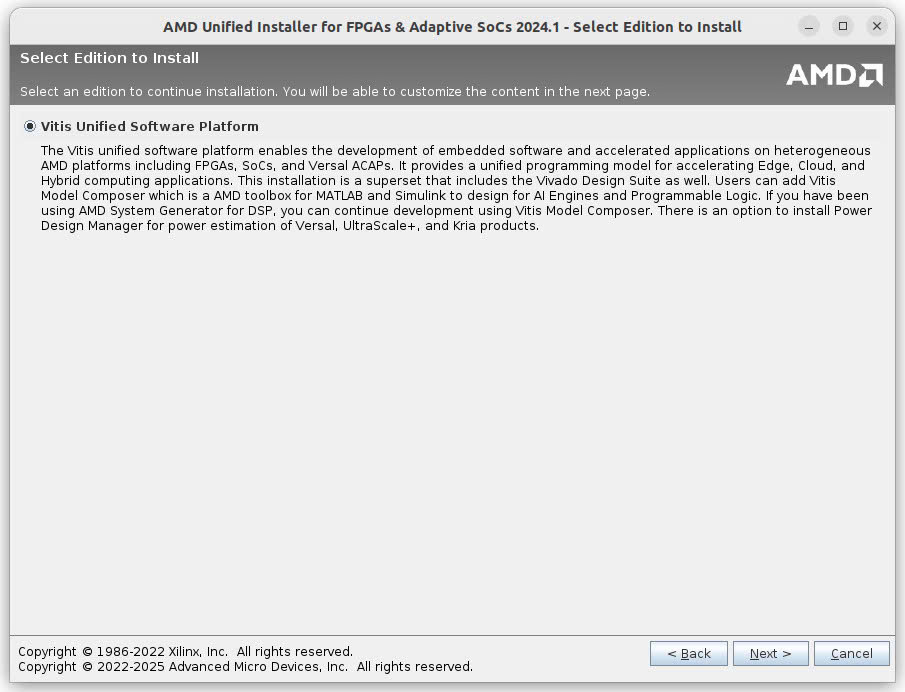 AMD Unified Installer for FPGAs & Adaptive SoCs 2024.1 - Select Edition to Install
Select Edition to Install
AMD
Select an edition to continue installation. You will be able to customize the content in the next page.
Vitis Unified Software Platform
The Vitis unified software platform enables the development of embedded software and accelerated applications on heterogeneous
AMD platforms including FPGAs, SoCs, and Versal ACAPs. It provides a unified programming model for accelerating Edge, Cloud, and
Hybrid computing applications. This installation is a superset that includes the Vivado Design Suite as well. Users can add Vitis
Model Composer which is a AMD toolbox for MATLAB and Simulink to design for AI Engines and Programmable Logic. If you have been
using AMD System Generator for DSP, you can continue development using Vitis Model Composer. There is an option to install Power
Design Manager for power estimation of Versal, UltraScale+, and Kria products.
Copyright © 1986-2022 Xilinx, Inc.  All rights reserved.
Copyright © 2022-2025 Advanced Micro Devices, Inc.  All rights reserved.
< Back
Next >
Cancel